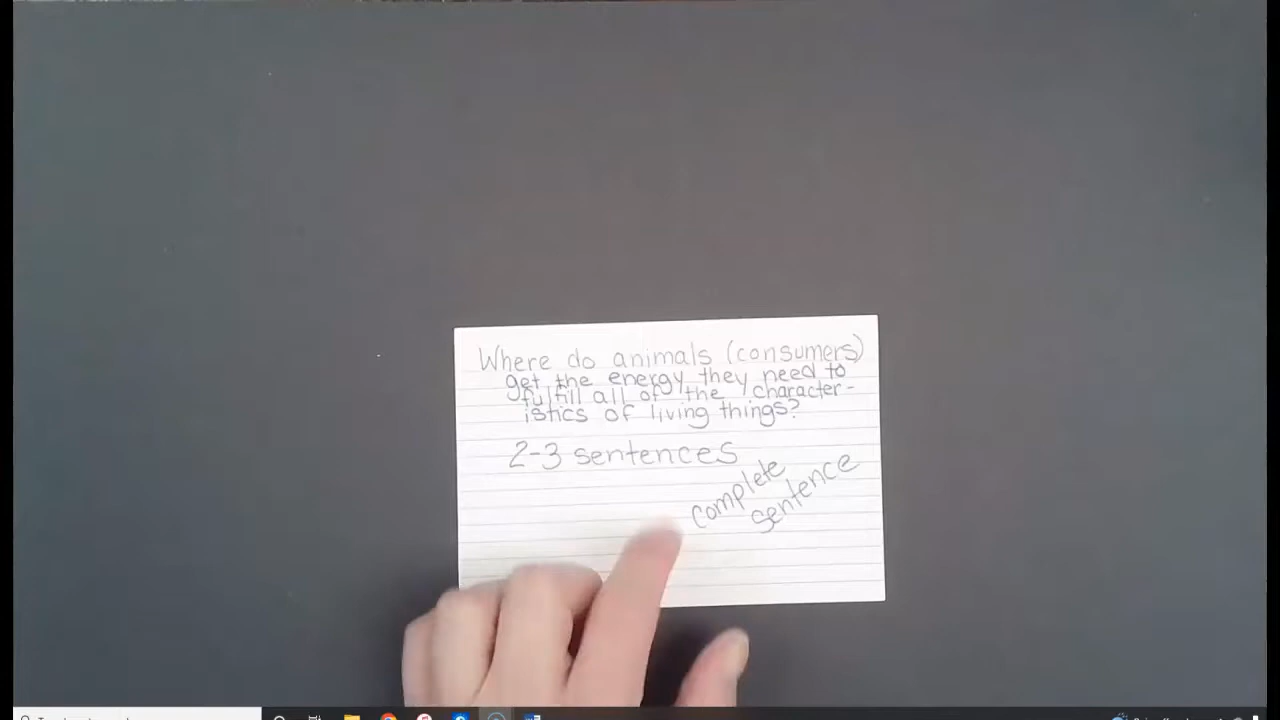 Where do animals (consumers)
get the energy they need to
fulfill all of the character-
istics of living things?
2-3 sentences
complete
sentence